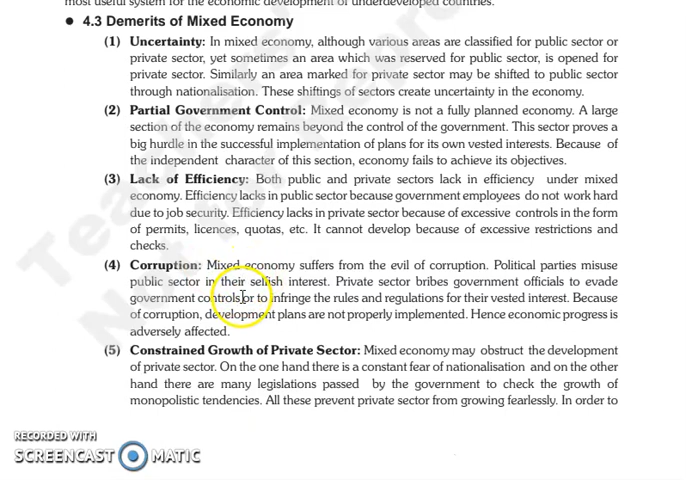 most useful system for the economic development of underdeveloped countries.
● 4.3 Demerits of Mixed Economy
(1) Uncertainty: In mixed economy, although various areas are classified for public sector or
private sector, yet sometimes an area which was reserved for public sector, is opened for
private sector. Similarly an area marked for private sector may be shifted to public sector
through nationalisation. These shiftings of sectors create uncertainty in the economy.
(2) Partial Government Control: Mixed economy is not a fully planned economy. A large
section of the economy remains beyond the control of the government. This sector proves a
big hurdle in the successful implementation of plans for its own vested interests. Because of
the independent character of this section, economy fails to achieve its objectives.
(3) Lack of Efficiency: Both public and private sectors lack in efficiency under mixed
economy. Efficiency lacks in public sector because government employees do not work hard
due to job security. Efficiency lacks in private sector because of excessive controls in the form
of permits, licences, quotas, etc. It cannot develop because of excessive restrictions and
checks.
(4) Corruption: Mixed economy suffers from the evil of corruption. Political parties misuse
public sector in their selfish interest. Private sector bribes government officials to evade
government controls or to infringe the rules and regulations for their vested interest. Because
of corruption, development plans are not properly implemented. Hence economic progress is
adversely affected.
(5) Constrained Growth of Private Sector: Mixed economy may obstruct the development
of private sector. On the one hand there is a constant fear of nationalisation and on the other
hand there are many legislations passed by the government to check the growth of
monopolistic tendencies. All these prevent private sector from growing fearlessly. In order to
RECORDED WITH
SCREENCAST MATIC